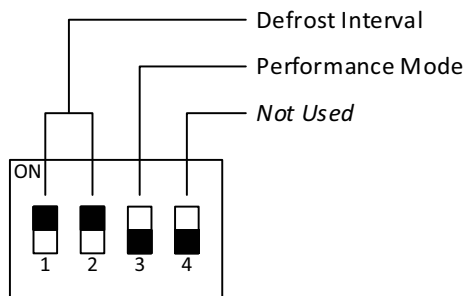 Defrost Interval
Performance Mode
Not Used
ON
1 2 3 4